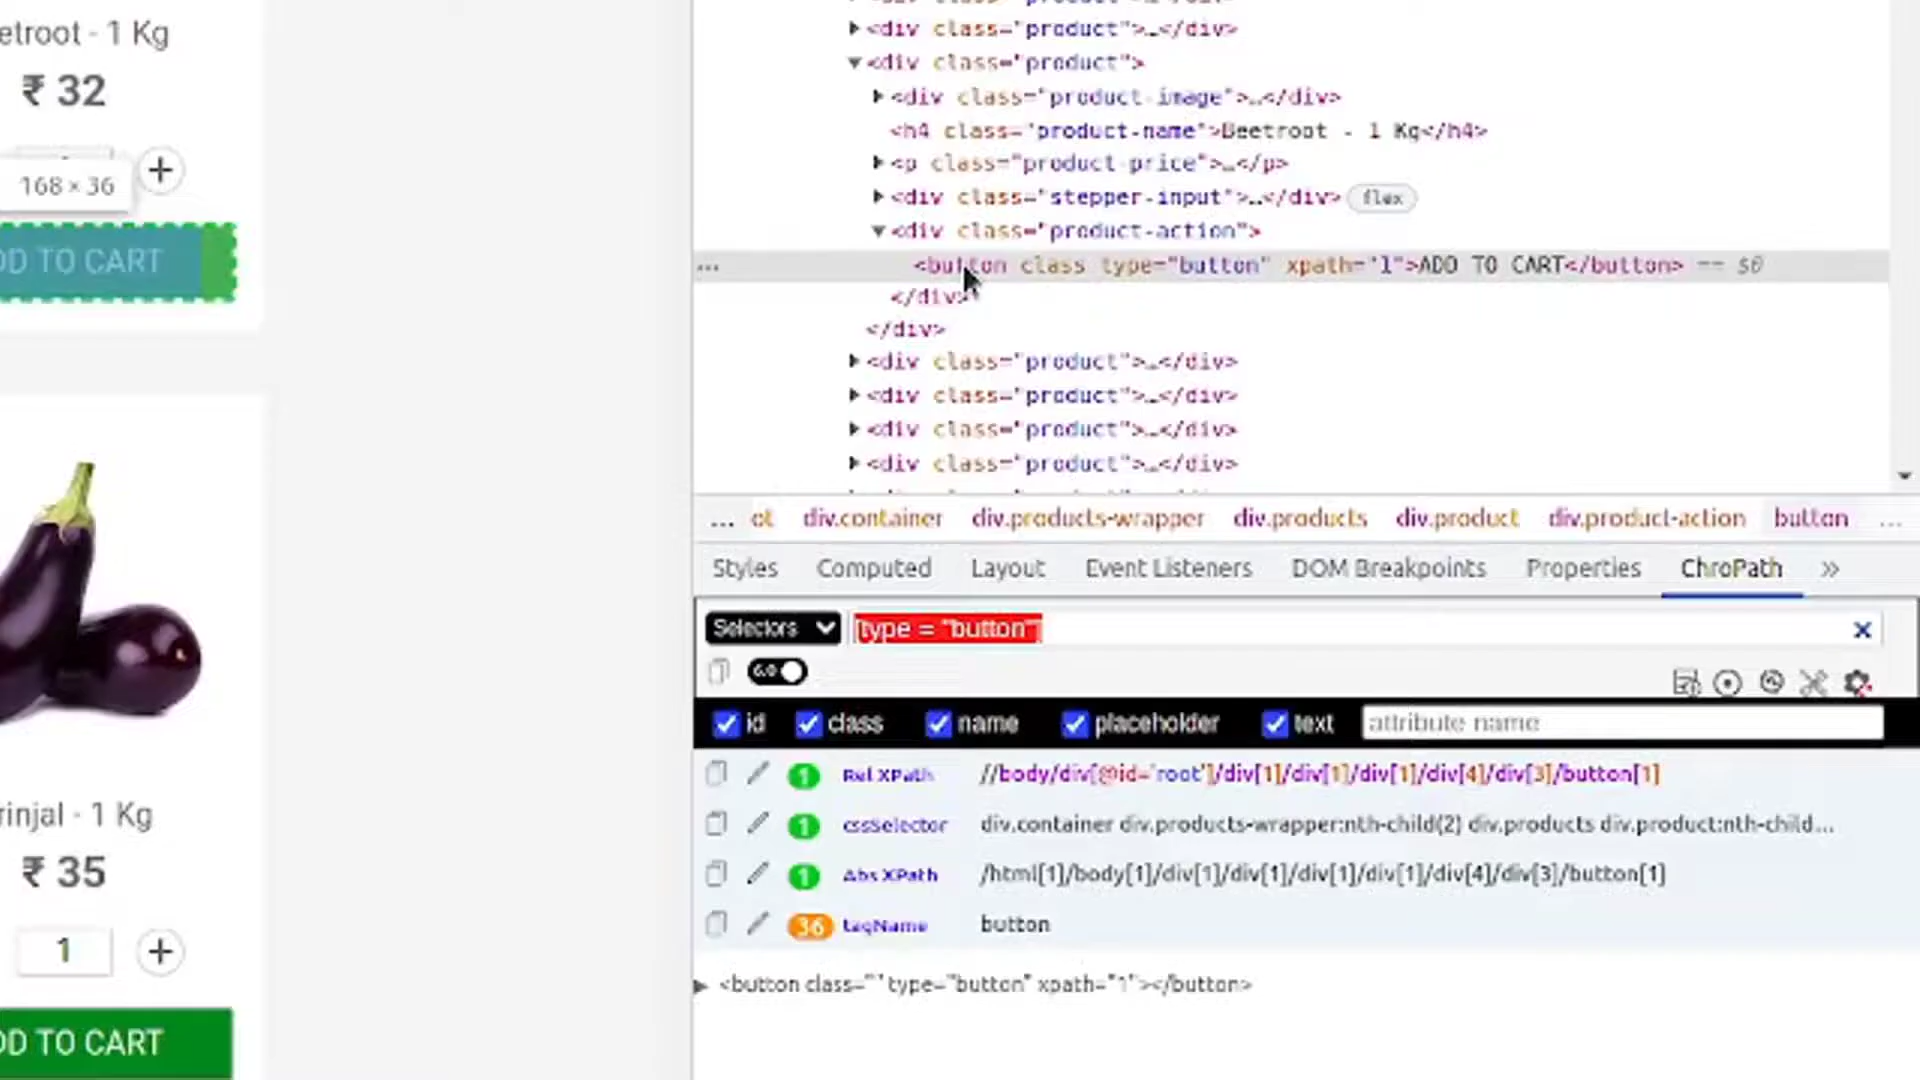 etroot - 1 Kg
₹ 32
168 × 36
+
DD TO CART
rinjal - 1 Kg
₹ 35
1
+
DD TO CART
<div class="product">…</div>
<div class="product">
<div class="product-image">…</div>
<h4 class="product-name">Beetroot - 1 Kg</h4>
<p class="product-price">…</p>
<div class="stepper-input">…</div> flex
<div class="product-action">
... <button class type="button" xpath="1">ADD TO CART</button> == $0
</div>
</div>
<div class="product">…</div>
<div class="product">…</div>
<div class="product">…</div>
<div class="product">…</div>
... ot div.container div.products-wrapper div.products div.product div.product-action button ...
Styles Computed Layout Event Listeners DOM Breakpoints Properties ChroPath »
Selectors [type = "button"]
6.0
id class name placeholder text attribute name
1 Rel XPath //body/div[@id='root']/div[1]/div[1]/div[1]/div[4]/div[3]/button[1]
1 cssSelector div.container div.products-wrapper:nth-child(2) div.products div.product:nth-child...
1 Abs XPath /html[1]/body[1]/div[1]/div[1]/div[1]/div[1]/div[4]/div[3]/button[1]
36 tagName button
<button class="" type="button" xpath="1"></button>